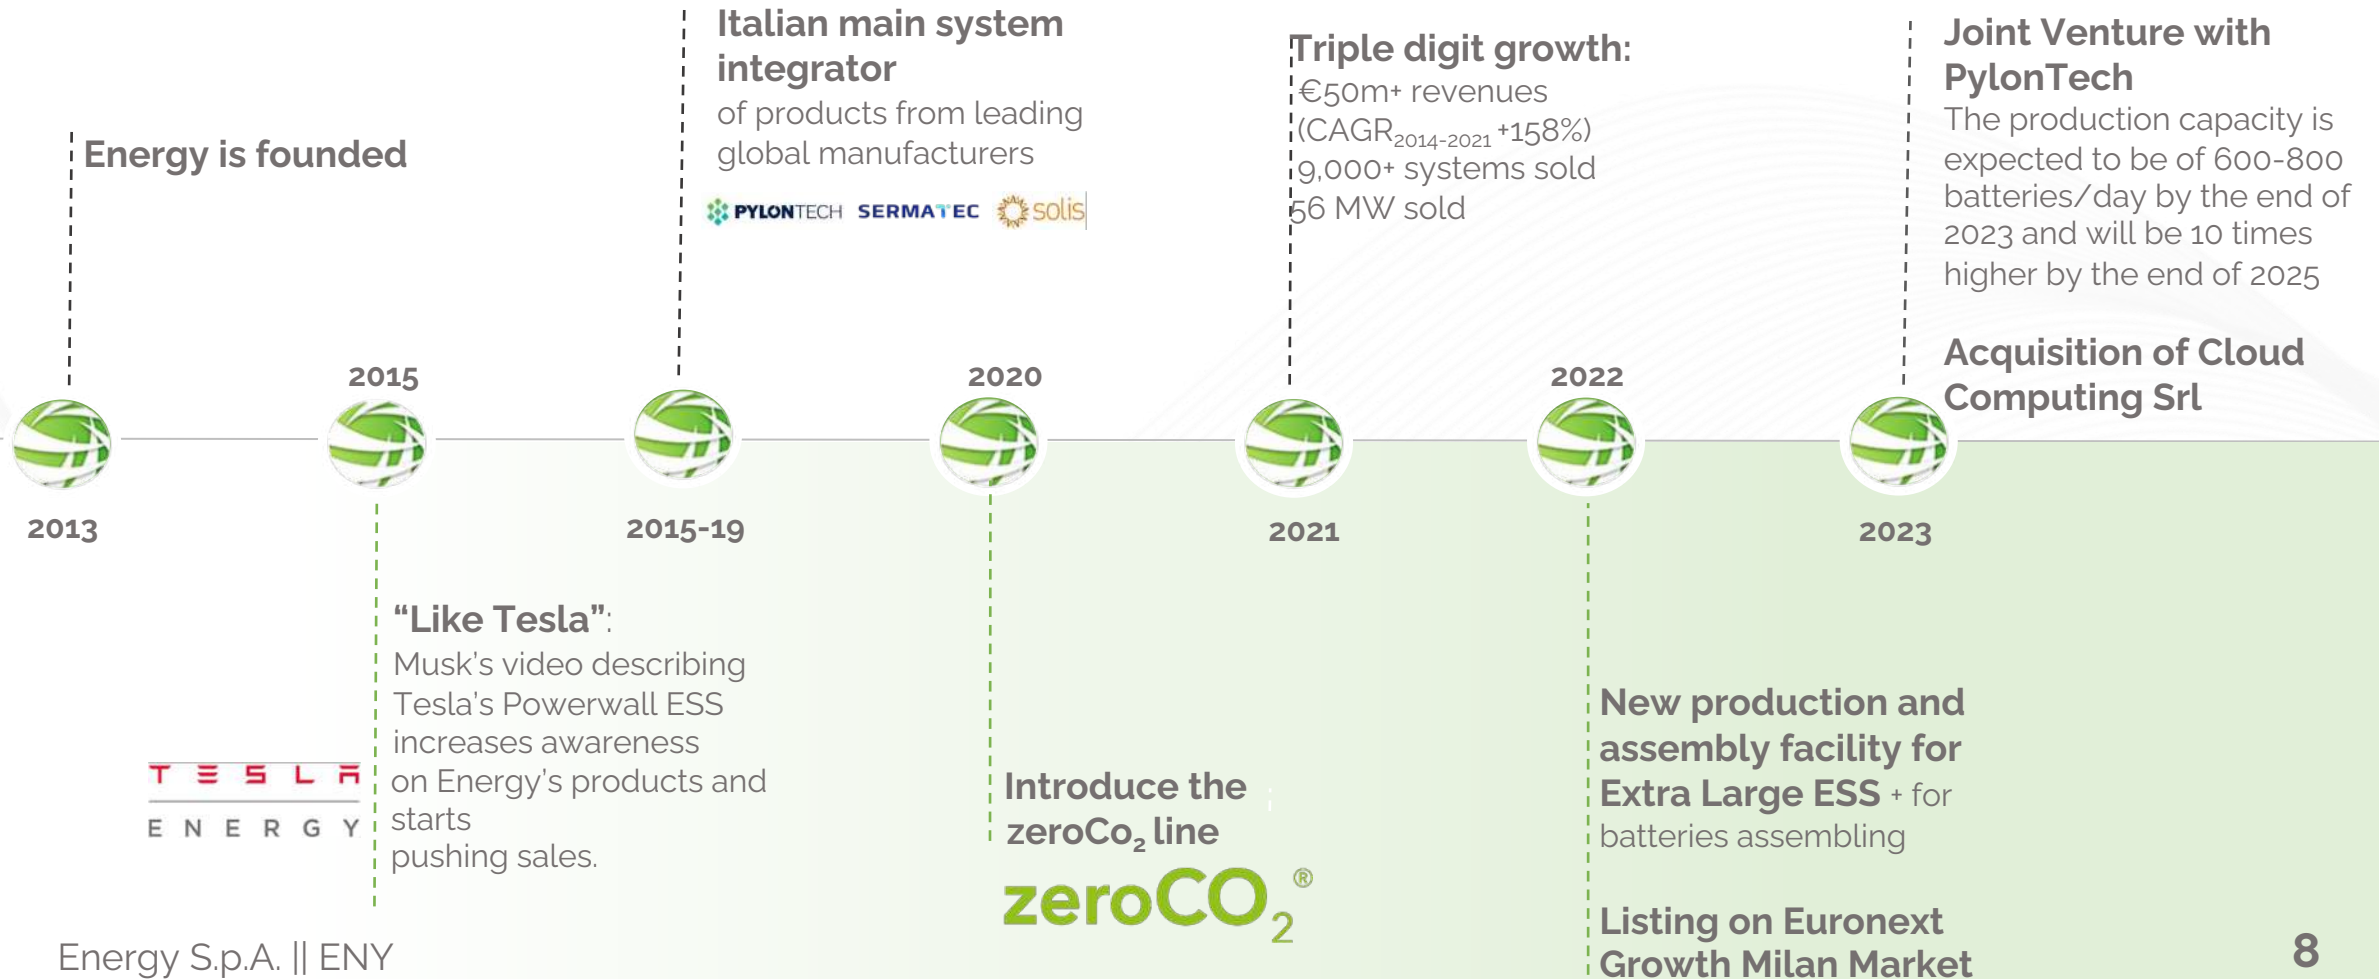 Energy is founded
2013
2015
“Like Tesla”:
Musk’s video describing
Tesla’s Powerwall ESS
increases awareness
on Energy’s products and
starts
pushing sales.
TESLA
ENERGY
Italian main system
integrator
of products from leading
global manufacturers
PYLONTECH SERMATEC solis
2015-19
2020
Introduce the
zeroCo₂ line
zeroCO₂®
Triple digit growth:
€50m+ revenues
(CAGR₂₀₁₄₋₂₀₂₁ +158%)
9,000+ systems sold
56 MW sold
2021
2022
New production and
assembly facility for
Extra Large ESS + for
batteries assembling
Listing on Euronext
Growth Milan Market
Joint Venture with
PylonTech
The production capacity is
expected to be of 600-800
batteries/day by the end of
2023 and will be 10 times
higher by the end of 2025
Acquisition of Cloud
Computing Srl
2023
Energy S.p.A. || ENY
8